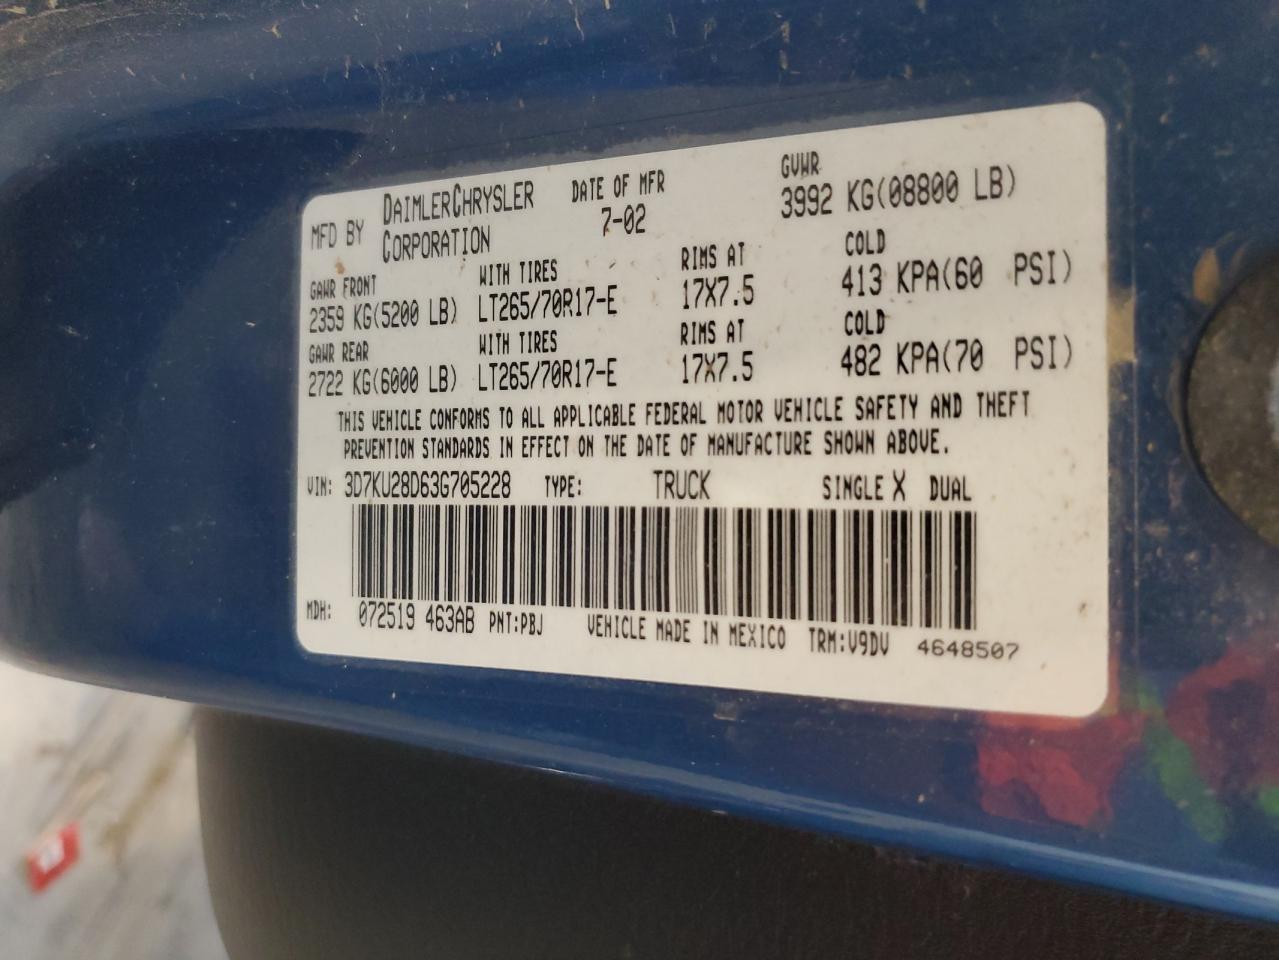 MFD BY DAIMLERCHRYSLER CORPORATION DATE OF MFR 7-02 GVWR 3992 KG(08800 LB)
GAWR FRONT WITH TIRES RIMS AT COLD
2359 KG(5200 LB) LT265/70R17-E 17X7.5 413 KPA(60 PSI)
GAWR REAR WITH TIRES RIMS AT COLD
2722 KG(6000 LB) LT265/70R17-E 17X7.5 482 KPA(70 PSI)
THIS VEHICLE CONFORMS TO ALL APPLICABLE FEDERAL MOTOR VEHICLE SAFETY AND THEFT
PREVENTION STANDARDS IN EFFECT ON THE DATE OF MANUFACTURE SHOWN ABOVE.
VIN: 3D7KU28D63G705228 TYPE: TRUCK SINGLE X DUAL
MDH: 072519 463AB PNT:PBJ VEHICLE MADE IN MEXICO TRM:V9DV 4648507